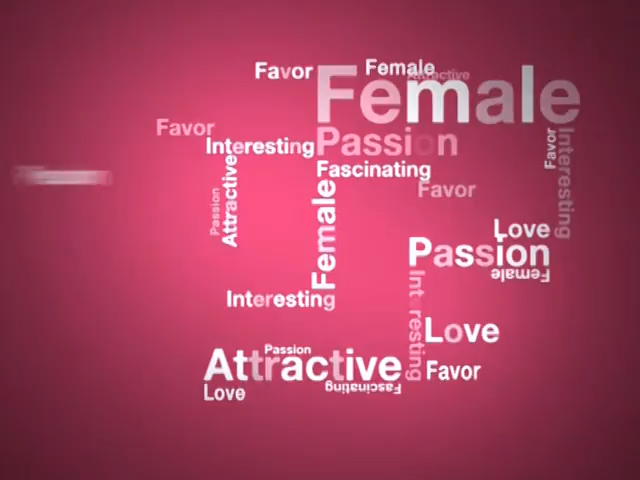 Female
Favor
Attractive
Female
Favor
Interesting
Passion
Favor
Interesting
Fascinating
Attractive
Passion
Female
Favor
Love
Passion
Female
Interesting
Interesting
Love
Passion
Attractive
Favor
Fascinating
Love